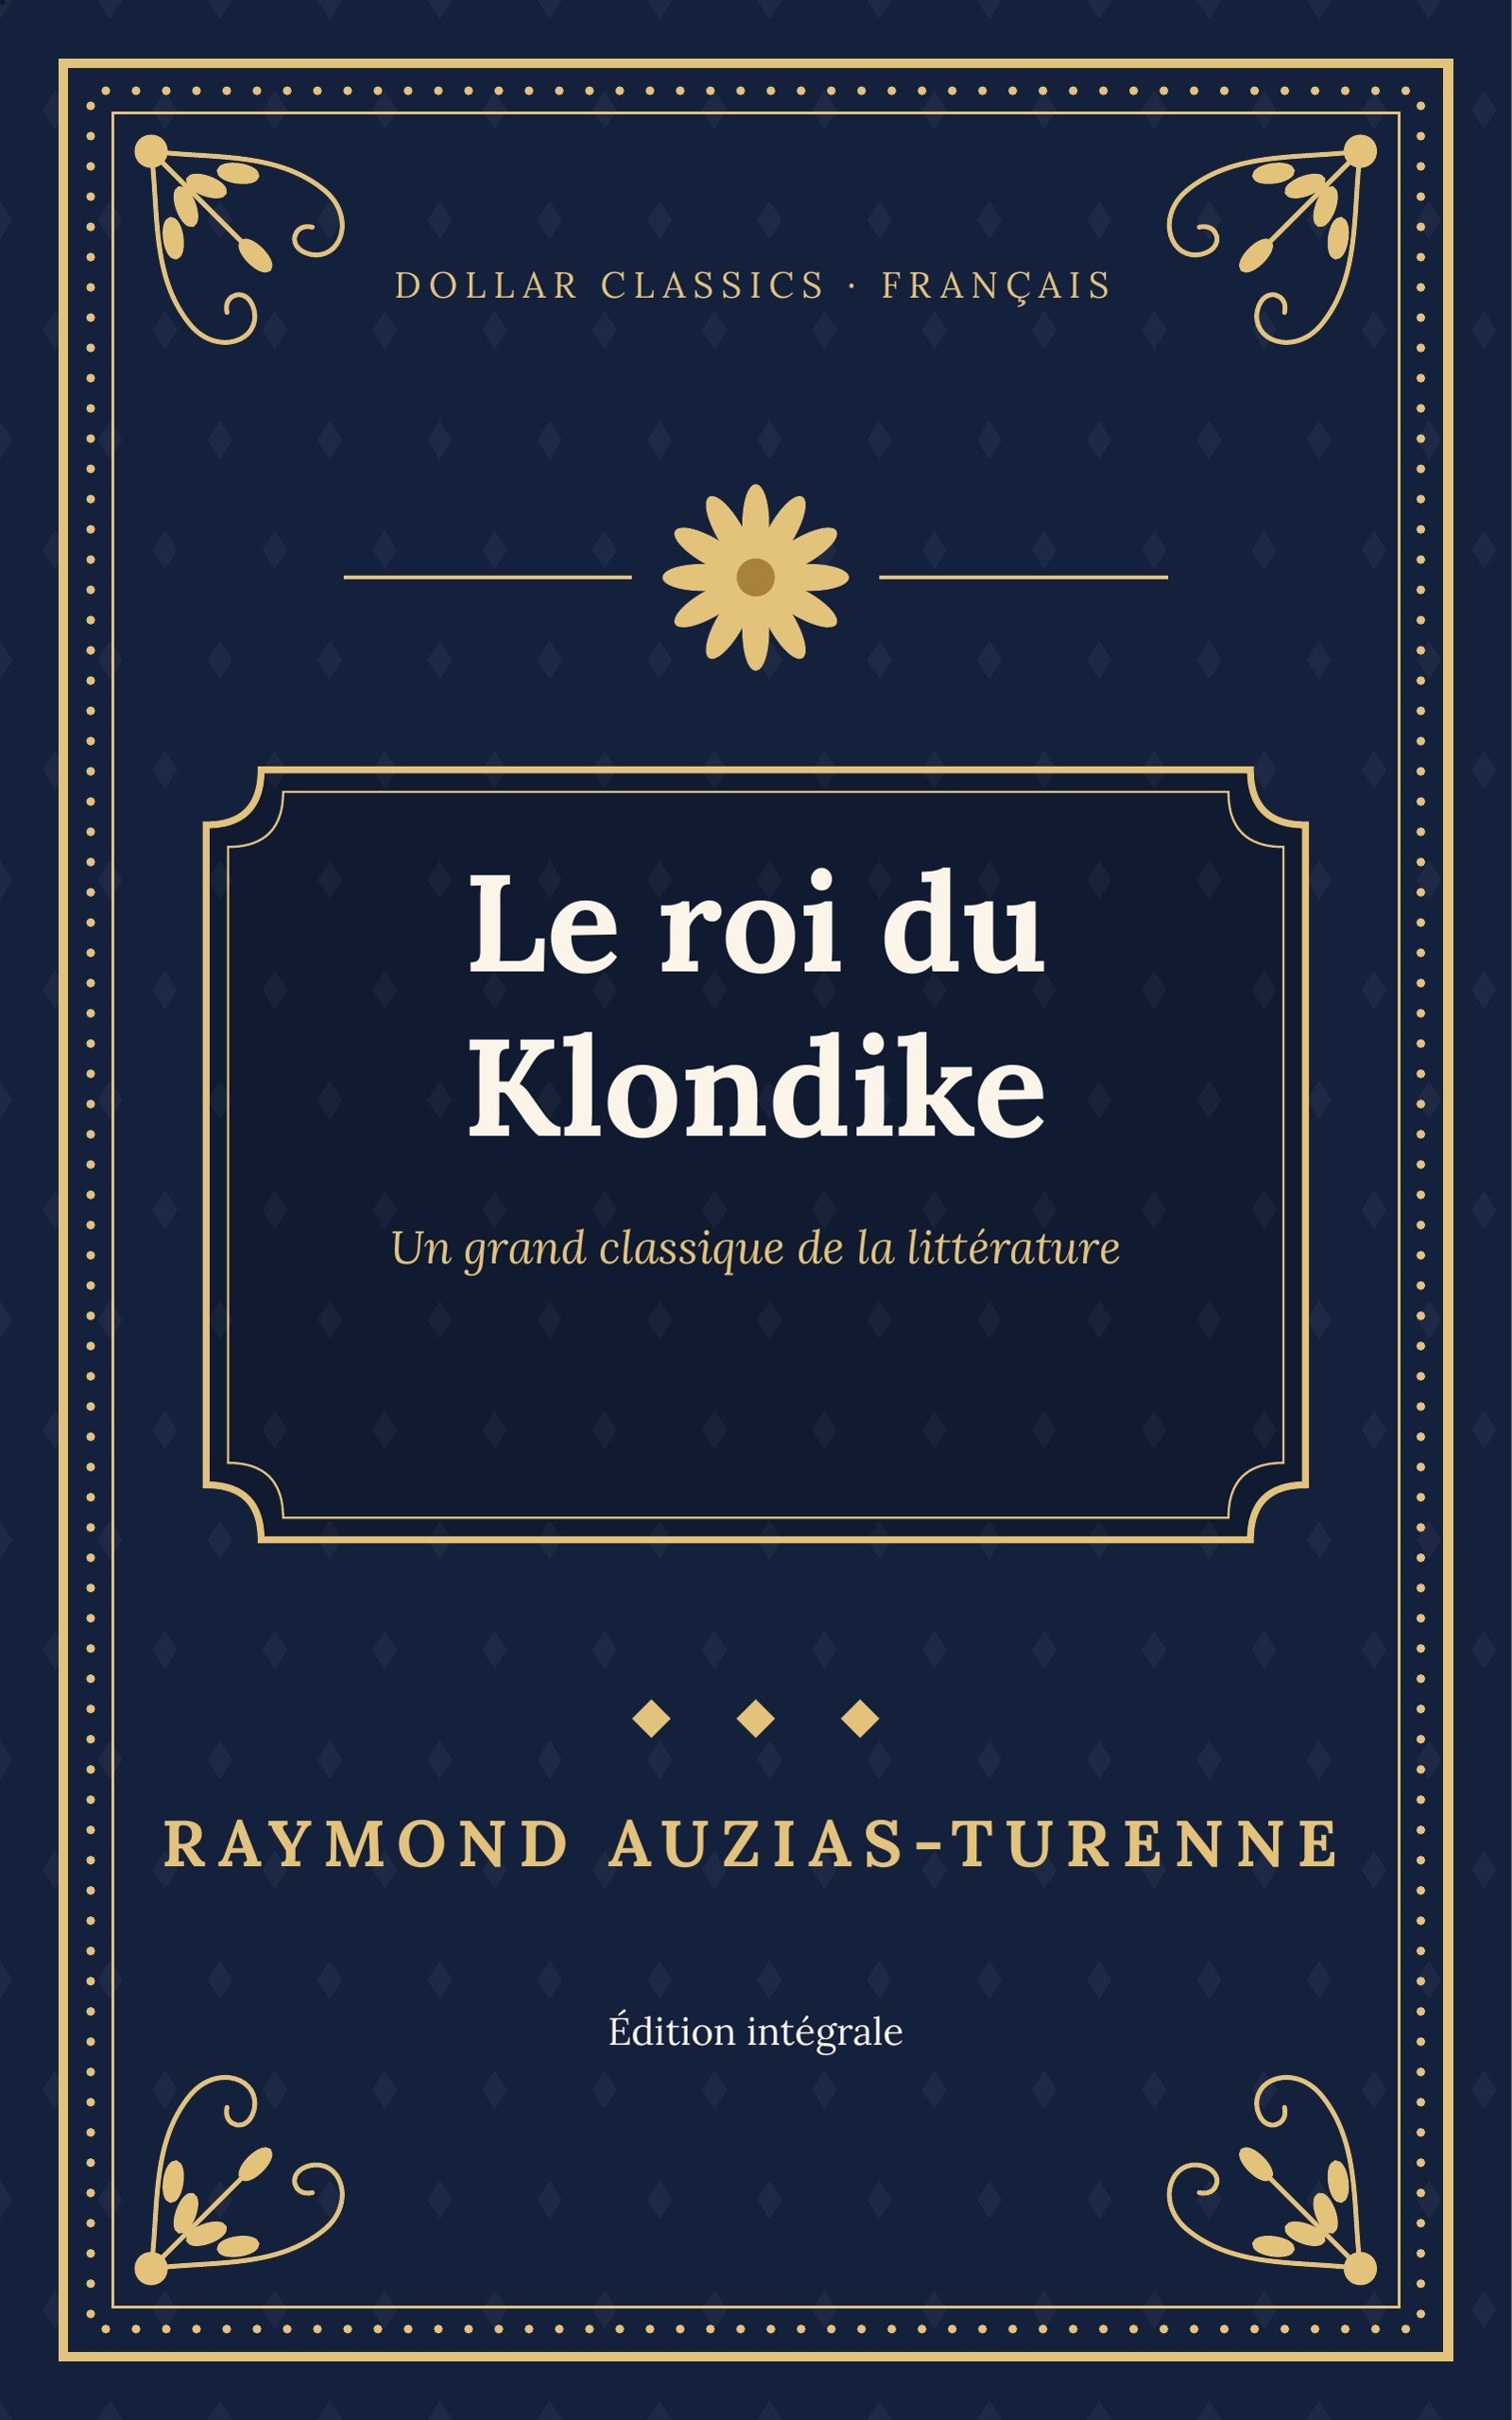 DOLLAR CLASSICS · FRANÇAIS
Le roi du
Klondike
Un grand classique de la littérature
RAYMOND AUZIAS-TURENNE
Édition intégrale